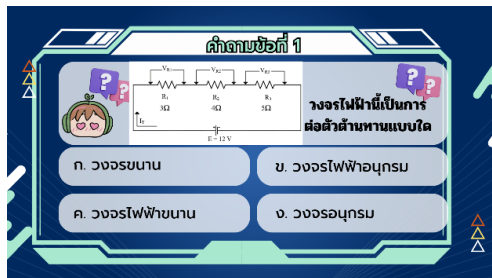 คำถามข้อที่ 1
V_R1 V_R2 V_R3
R₁ R₂ R₃
3Ω 4Ω 5Ω
I_T
E = 12 V
วงจรไฟฟ้านี้เป็นการ
ต่อตัวต้านทานแบบใด
? ?
? ?
ก. วงจรขนาน
ข. วงจรไฟฟ้าอนุกรม
ค. วงจรไฟฟ้าขนาน
ง. วงจรอนุกรม